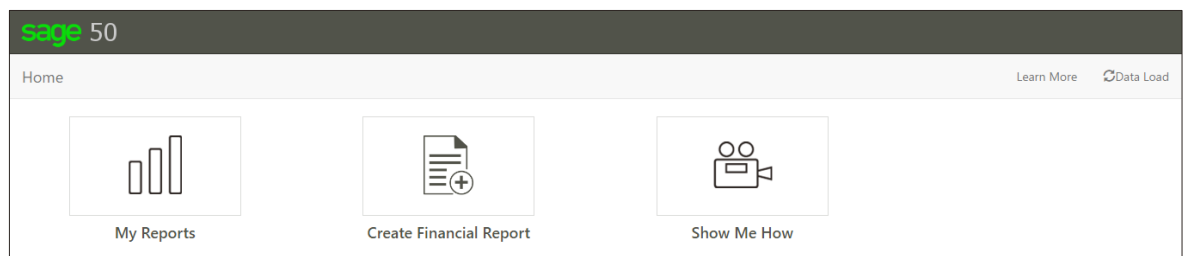 sage 50
Home
Learn More
Data Load
My Reports
Create Financial Report
Show Me How